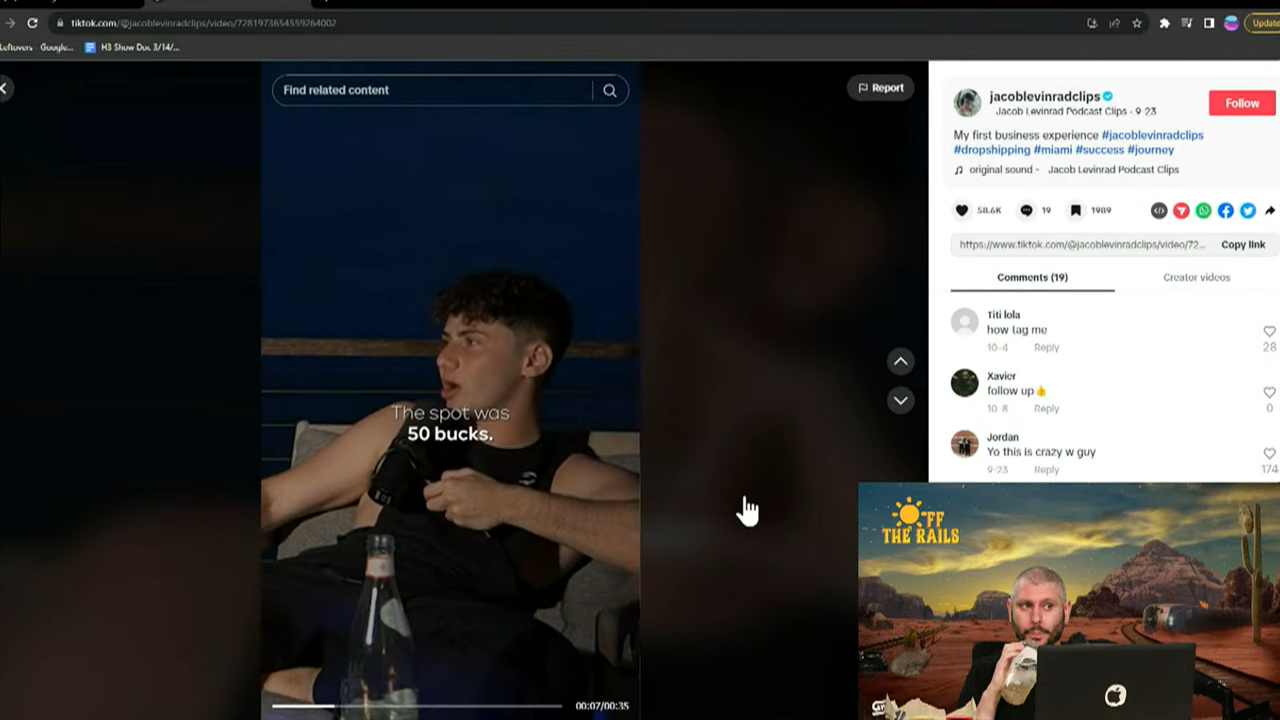 tiktok.com/@jacoblevinradclips/video/7281973654559264002
Update
Leftovers
Google...
H3 Show Doc 3/14/...
Find related content
Report
The spot was
50 bucks.
00:07/00:35
jacoblevinradclips
Jacob Levinrad Podcast Clips · 9-23
Follow
My first business experience #jacoblevinradclips
#dropshipping #miami #success #journey
original sound - Jacob Levinrad Podcast Clips
58.6K
19
1989
https://www.tiktok.com/@jacoblevinradclips/video/72...
Copy link
Comments (19)
Creator videos
Titi lola
how tag me
10-4 Reply
28
Xavier
follow up👍
10-8 Reply
0
Jordan
Yo this is crazy w guy
9-23 Reply
174
OFF
THE RAILS